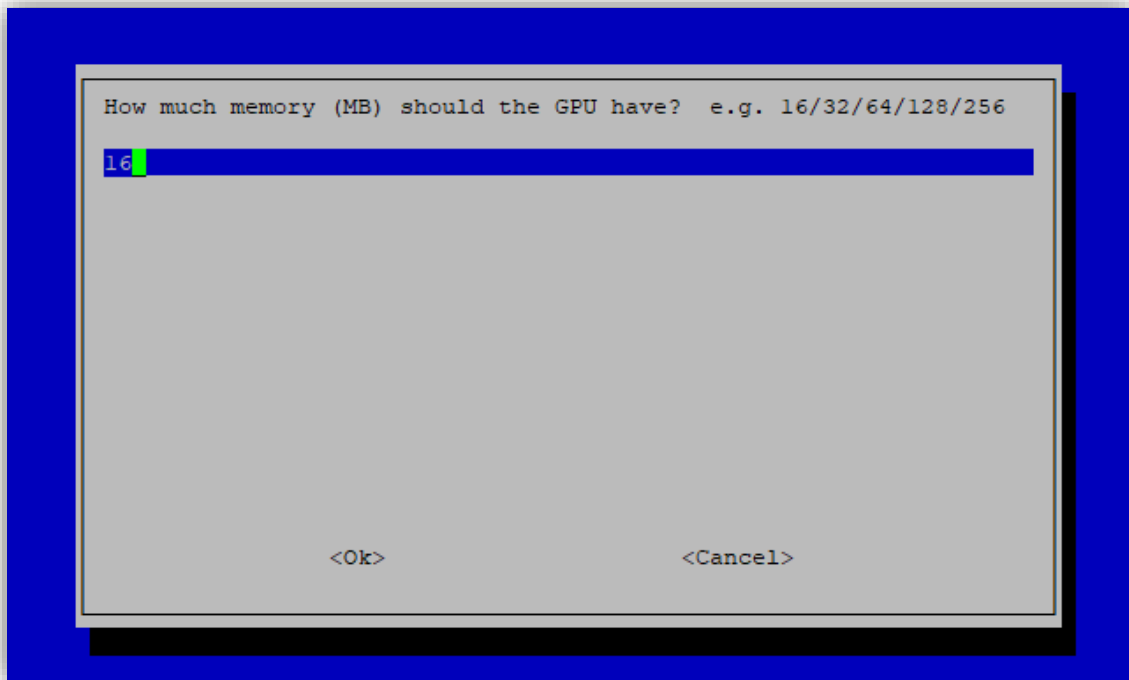 How much memory (MB) should the GPU have?  e.g. 16/32/64/128/256
16
<Ok> <Cancel>